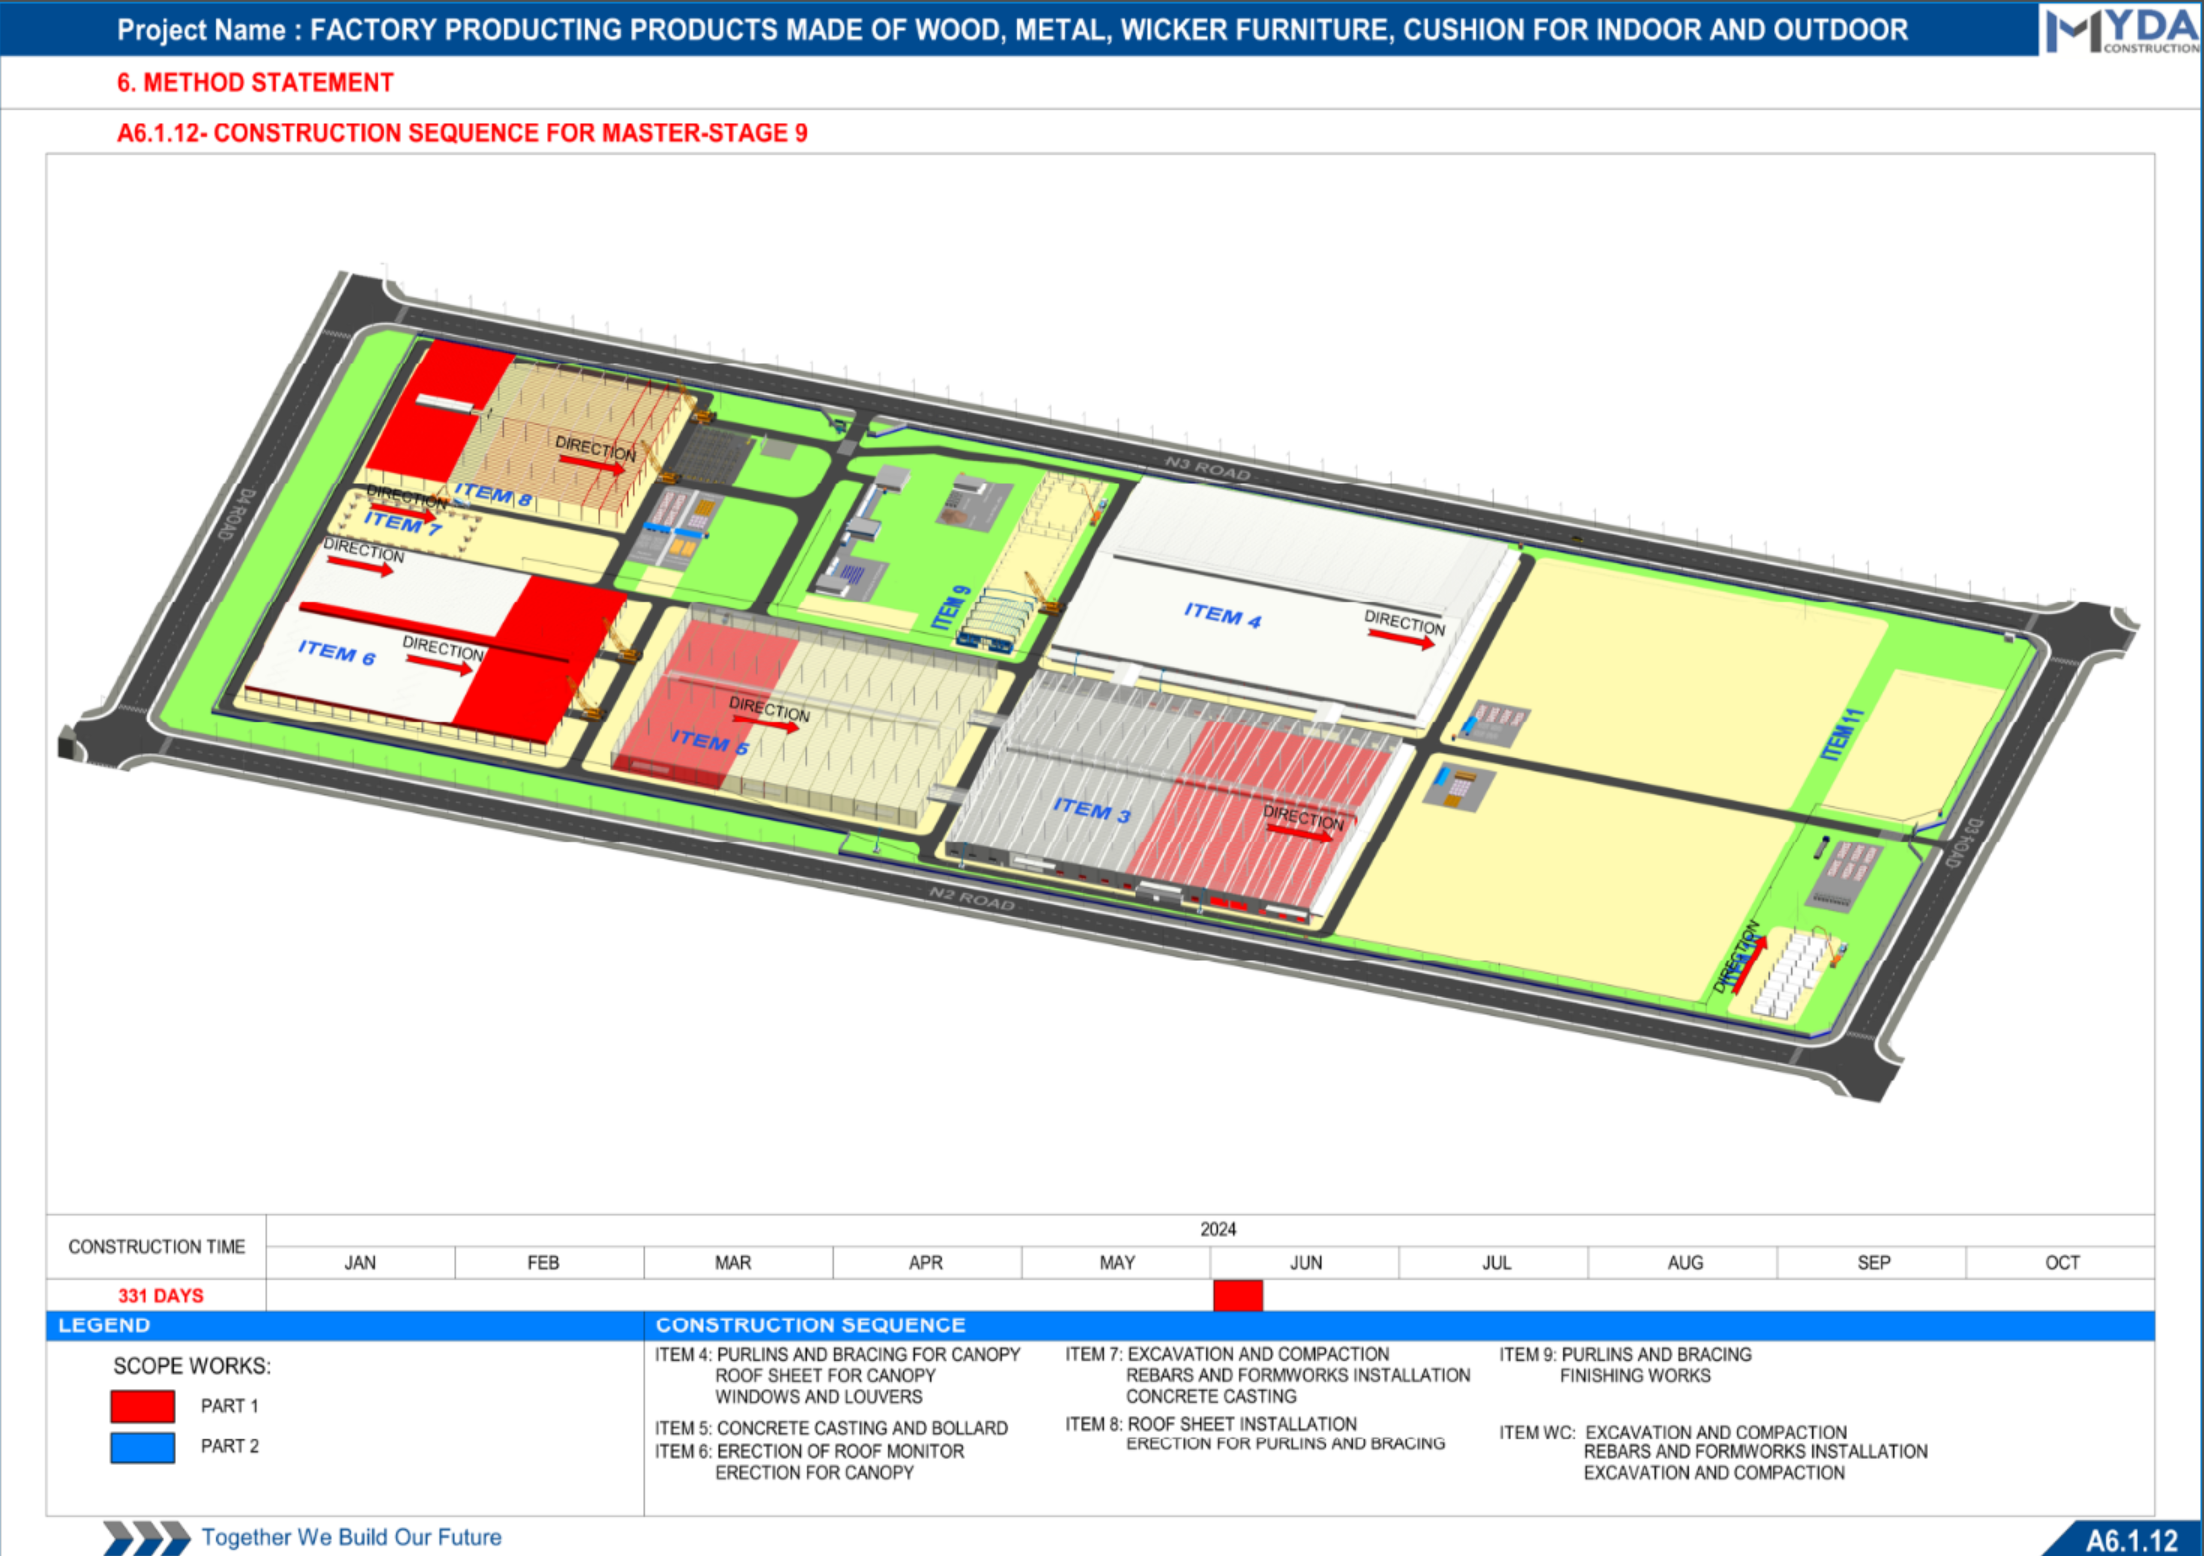 Project Name : FACTORY PRODUCTING PRODUCTS MADE OF WOOD, METAL, WICKER FURNITURE, CUSHION FOR INDOOR AND OUTDOOR
MYDA
CONSTRUCTION
6. METHOD STATEMENT
A6.1.12- CONSTRUCTION SEQUENCE FOR MASTER-STAGE 9
N3 ROAD
DIRECTION
D4 ROAD
DIRECTION
ITEM 8
ITEM 7
DIRECTION
ITEM 9
ITEM 4
DIRECTION
ITEM 6
DIRECTION
DIRECTION
ITEM 5
ITEM 11
ITEM 3
DIRECTION
D3 ROAD
N2 ROAD
DIRECTION
CONSTRUCTION TIME
2024
JAN
FEB
MAR
APR
MAY
JUN
JUL
AUG
SEP
OCT
331 DAYS
LEGEND
SCOPE WORKS:
PART 1
PART 2
CONSTRUCTION SEQUENCE
ITEM 4: PURLINS AND BRACING FOR CANOPY
ROOF SHEET FOR CANOPY
WINDOWS AND LOUVERS
ITEM 5: CONCRETE CASTING AND BOLLARD
ITEM 6: ERECTION OF ROOF MONITOR
ERECTION FOR CANOPY
ITEM 7: EXCAVATION AND COMPACTION
REBARS AND FORMWORKS INSTALLATION
CONCRETE CASTING
ITEM 8: ROOF SHEET INSTALLATION
ERECTION FOR PURLINS AND BRACING
ITEM 9: PURLINS AND BRACING
FINISHING WORKS
ITEM WC: EXCAVATION AND COMPACTION
REBARS AND FORMWORKS INSTALLATION
EXCAVATION AND COMPACTION
Together We Build Our Future
A6.1.12